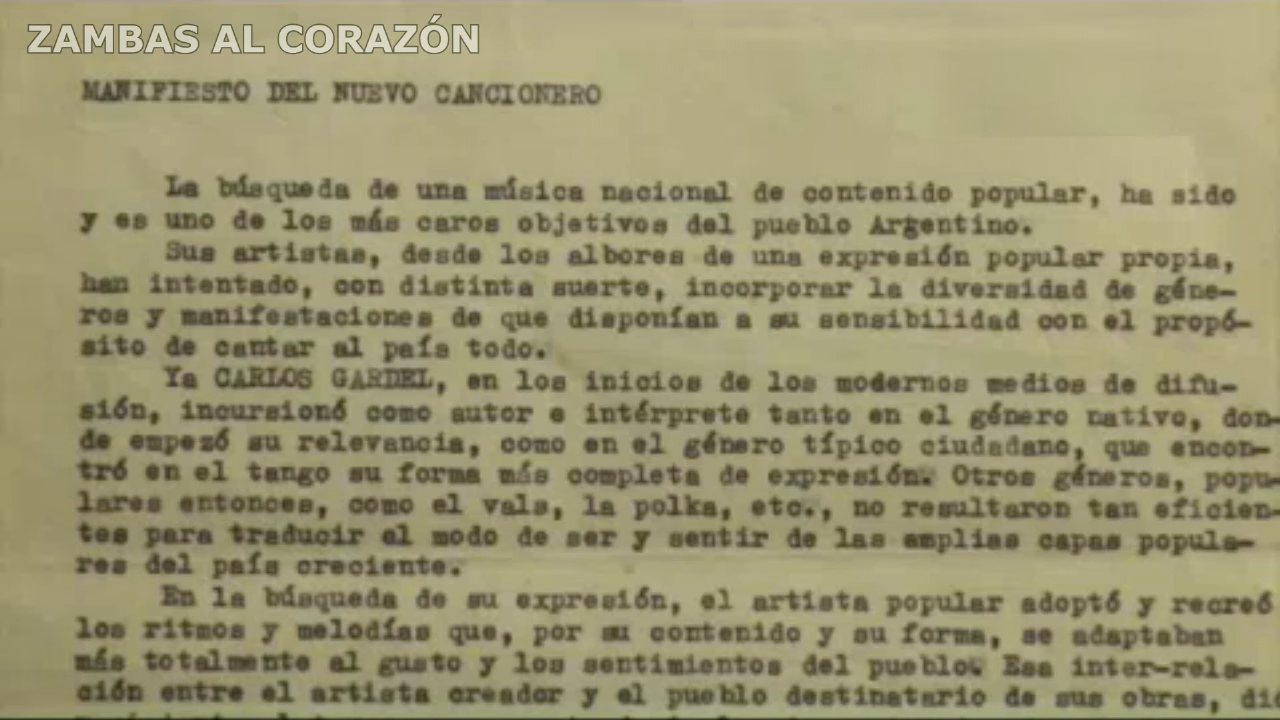 ZAMBAS AL CORAZÓN
MANIFIESTO DEL NUEVO CANCIONERO
La búsqueda de una música nacional de contenido popular, ha sido
y es uno de los más caros objetivos del pueblo Argentino.
Sus artistas, desde los albores de una expresión popular propia,
han intentado, con distinta suerte, incorporar la diversidad de géne-
ros y manifestaciones de que disponían a su sensibilidad con el propó-
sito de cantar al país todo.
Ya CARLOS GARDEL, en los inicios de los modernos medios de difu-
sión, incursionó como autor e intérprete tanto en el género nativo, don-
de empezó su relevancia, como en el género típico ciudadano, que encon-
tró en el tango su forma más completa de expresión. Otros géneros, popu-
lares entonces, como el vals, la polka, etc., no resultaron tan eficien-
tes para traducir el modo de ser y sentir de las amplias capas popula-
res del país creciente.
En la búsqueda de su expresión, el artista popular adoptó y recreó
los ritmos y melodías que, por su contenido y su forma, se adaptaban
más totalmente al gusto y los sentimientos del pueblo. Esa inter-rela-
ción entre el artista creador y el pueblo destinatario de sus obras, dio